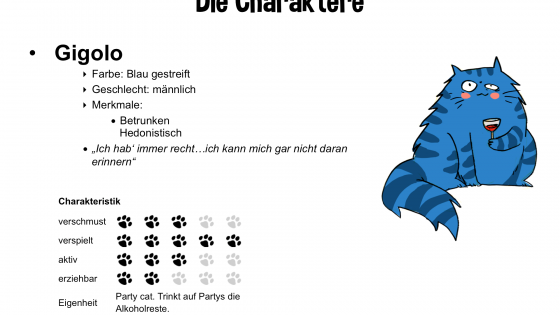 Die Charaktere
• Gigolo
Farbe: Blau gestreift
Geschlecht: männlich
Merkmale:
• Betrunken
Hedonistisch
• „Ich hab‘ immer recht…ich kann mich gar nicht daran
erinnern“
Charakteristik
verschmust
verspielt
aktiv
erziehbar
Eigenheit
Party cat. Trinkt auf Partys die
Alkoholreste.